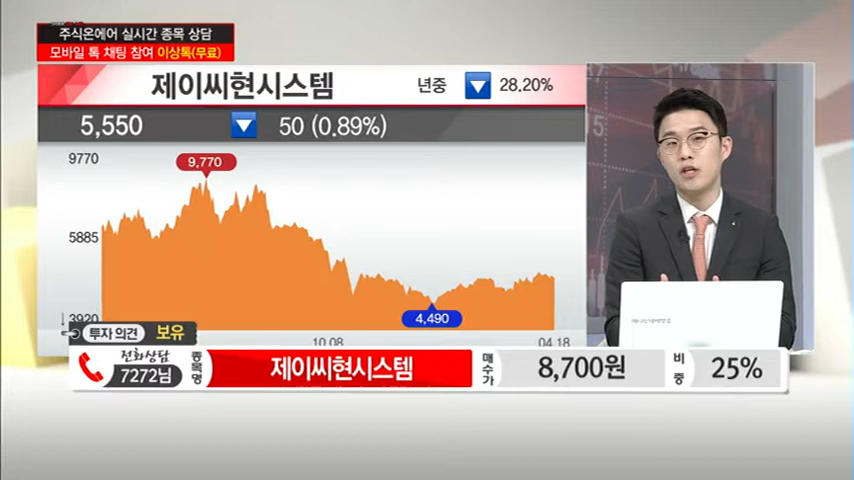 주식온에어 실시간 종목 상담
모바일 톡 채팅 참여 이상톡(무료)
제이씨현시스템
년중 ▼ 28.20%
5,550 ▼ 50 (0.89%)
9770
9,770
5885
3920
4,490
10.08
04.18
투자 의견 보유
전화상담
7272님
종목명
제이씨현시스템
매수가
8,700원
비중
25%
15